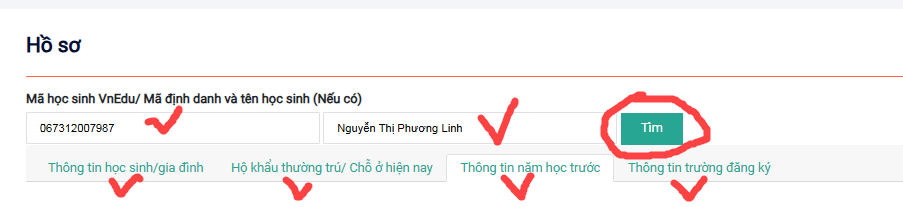 Hồ sơ
Mã học sinh VnEdu/ Mã định danh và tên học sinh (Nếu có)
067312007987 Nguyễn Thị Phương Linh Tìm
Thông tin học sinh/gia đình Hộ khẩu thường trú/ Chỗ ở hiện nay Thông tin năm học trước Thông tin trường đăng ký